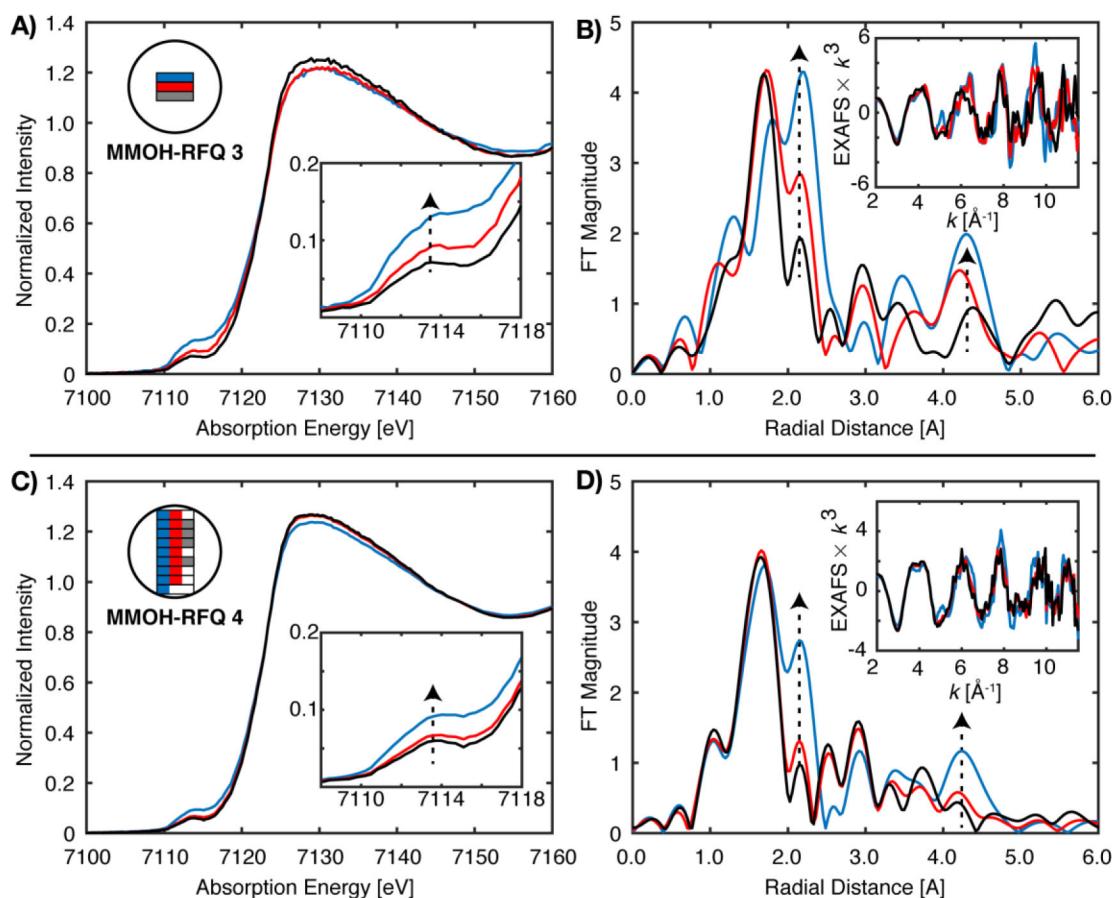 A)
1.4
1.2
1.0
0.8
0.6
0.4
0.2
0
Normalized Intensity
MMOH-RFQ 3
0.2
0.1
7110 7114 7118
7100 7110 7120 7130 7140 7150 7160
Absorption Energy [eV]
B)
5
4
3
2
1
0
FT Magnitude
6
0
-6
EXAFS × k³
2 4 6 8 10
k [Å⁻¹]
0.0 1.0 2.0 3.0 4.0 5.0 6.0
Radial Distance [A]
C)
1.4
1.2
1.0
0.8
0.6
0.4
0.2
0
Normalized Intensity
MMOH-RFQ 4
0.2
0.1
7110 7114 7118
7100 7110 7120 7130 7140 7150 7160
Absorption Energy [eV]
D)
5
4
3
2
1
0
FT Magnitude
4
0
-4
EXAFS × k³
2 4 6 8 10
k [Å⁻¹]
0.0 1.0 2.0 3.0 4.0 5.0 6.0
Radial Distance [A]